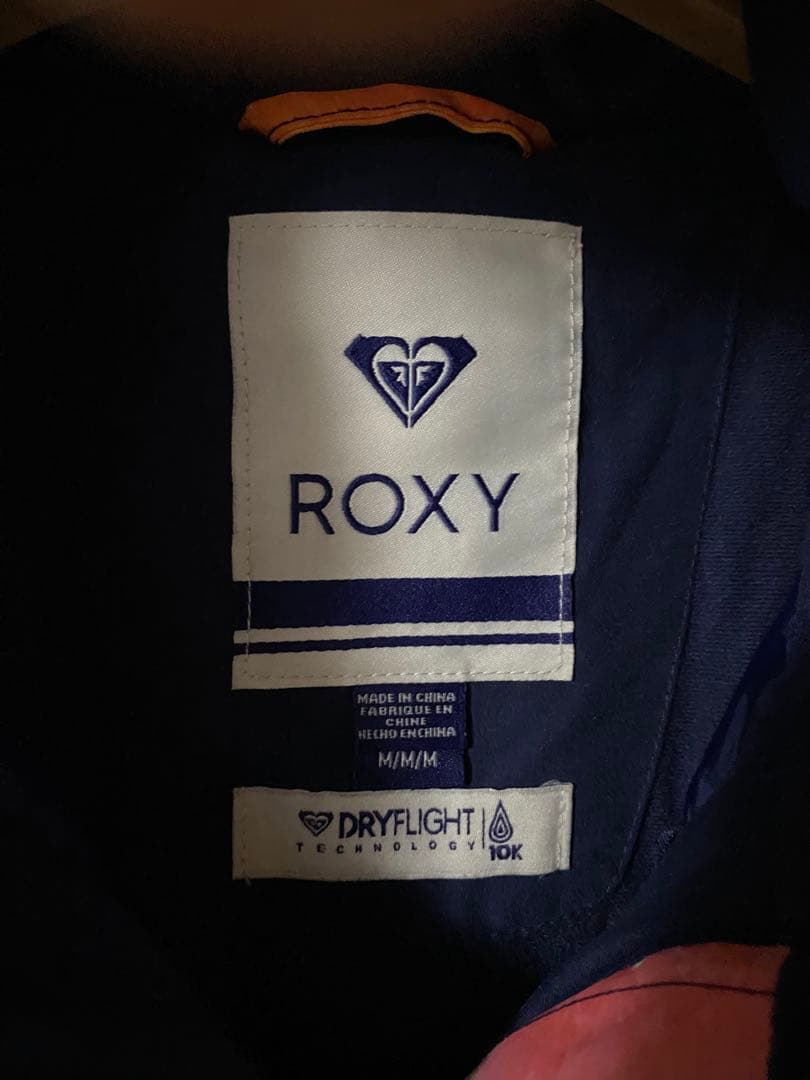 ROXY
MADE IN CHINA
FABRIQUE EN
CHINE
HECHO EN CHINA
M/M/M
DRYFLIGHT
TECHNOLOGY
10K